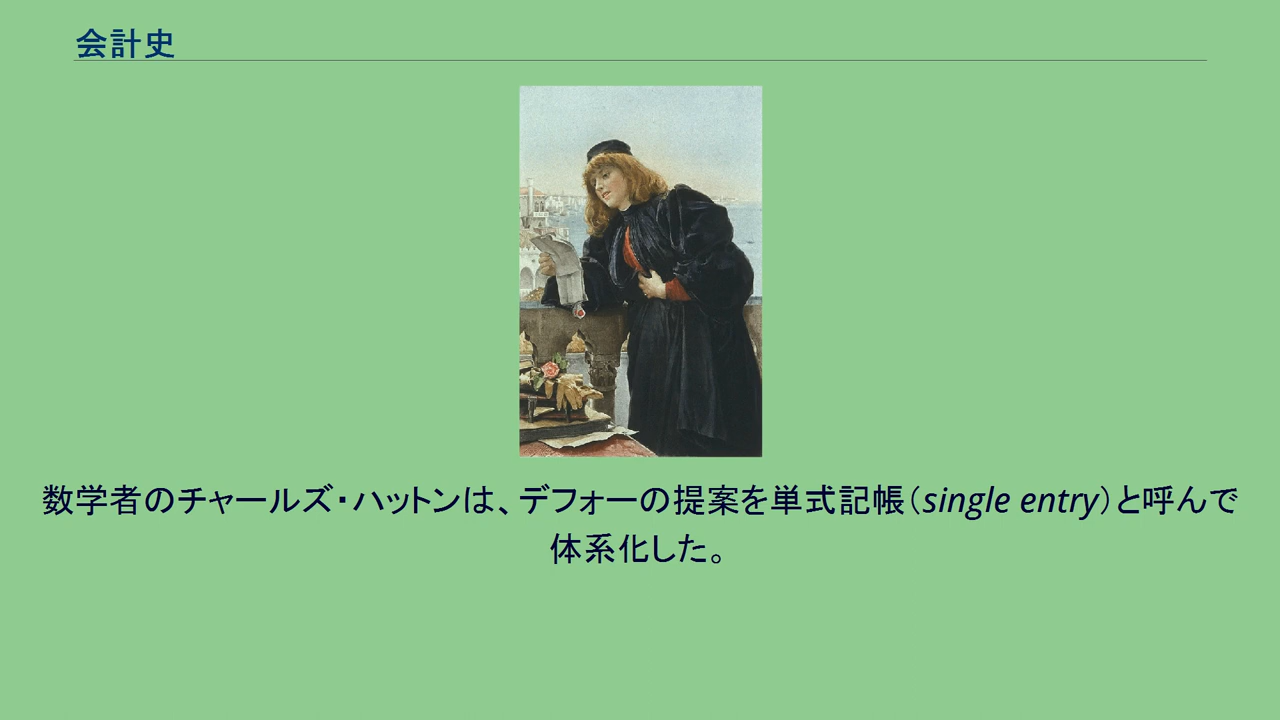 会計史
数学者のチャールズ・ハットンは、デフォーの提案を単式記帳（single entry）と呼んで
体系化した。